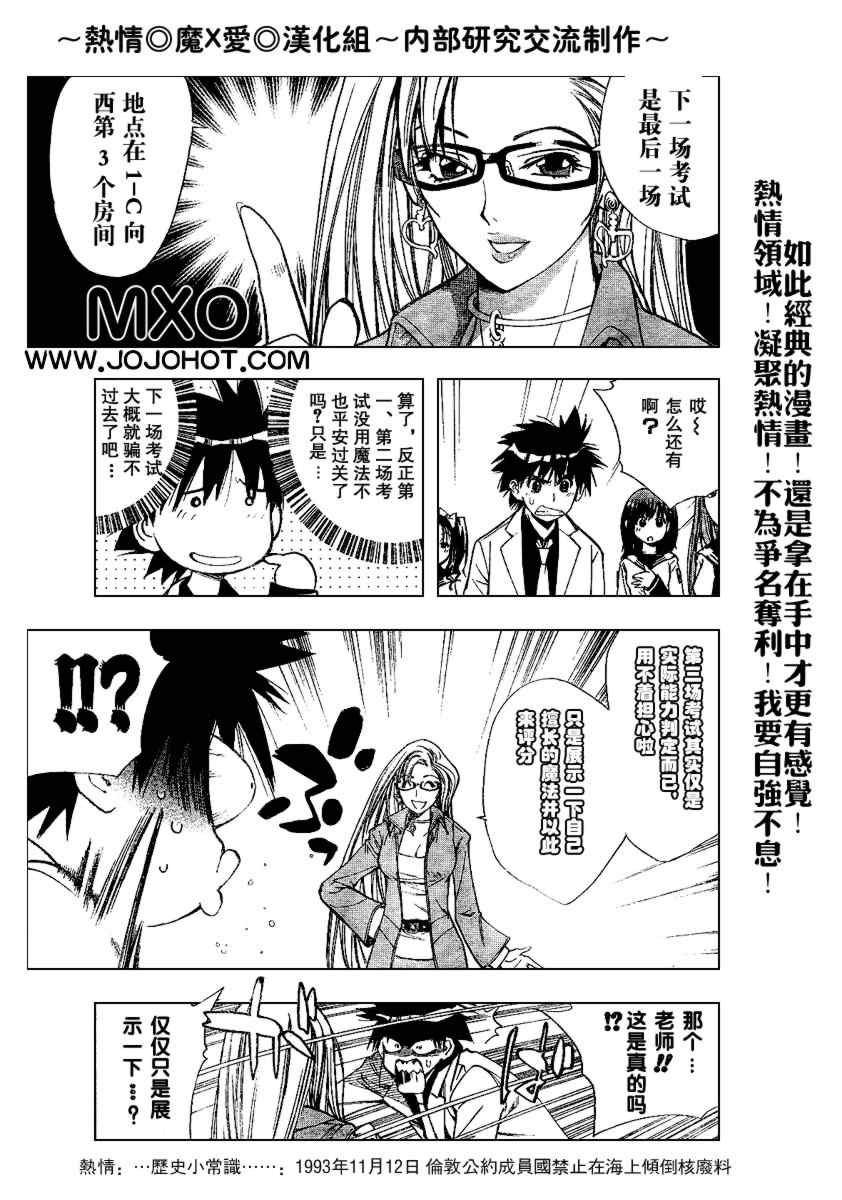 ～熱情◎魔X愛◎漢化組～内部研究交流制作～
下一场考试
是最后一场
地点在 1-C 向
西第 3 个房间
MXO
WWW.JOJOHOT.COM
哎～
怎么还有
啊？
算了，反正第
一、第二场考
试没用魔法不
也平安过关了
吗？只是…
下一场考试
大概就骗不
过去了吧…
第三场考试其实仅是
实际能力判定而已，
用不着担心啦
只是展示一下自己
擅长的魔法并以此
来评分
!!?
ぶはっ
那个…
老师!!
这是真的吗
!?
仅仅只是展
示一下…？
如此經典的漫畫！還是拿在手中才更有感覺！
熱情領域！凝聚熱情！不為爭名奪利！我要自強不息！
熱情：…歷史小常識……：1993年11月12日 倫敦公約成員國禁止在海上傾倒核廢料